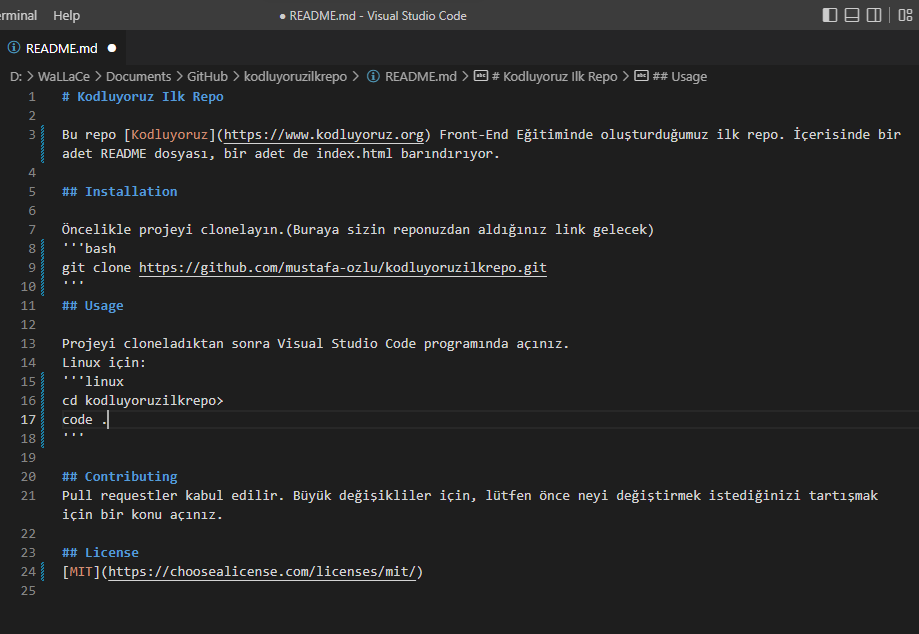 erminal Help ● README.md - Visual Studio Code
README.md ●
D: > WaLLaCe > Documents > GitHub > kodluyoruzilkrepo > README.md > # Kodluyoruz Ilk Repo > ## Usage
1 # Kodluyoruz Ilk Repo
2
3 Bu repo [Kodluyoruz](https://www.kodluyoruz.org) Front-End Eğitiminde oluşturduğumuz ilk repo. İçerisinde bir
adet README dosyası, bir adet de index.html barındırıyor.
4
5 ## Installation
6
7 Öncelikle projeyi clonelayın.(Buraya sizin reponuzdan aldığınız link gelecek)
8 '''bash
9 git clone https://github.com/mustafa-ozlu/kodluyoruzilkrepo.git
10 '''
11 ## Usage
12
13 Projeyi cloneladıktan sonra Visual Studio Code programında açınız.
14 Linux için:
15 '''linux
16 cd kodluyoruzilkrepo>
17 code .
18 '''
19
20 ## Contributing
21 Pull requestler kabul edilir. Büyük değişikliler için, lütfen önce neyi değiştirmek istediğinizi tartışmak
için bir konu açınız.
22
23 ## License
24 [MIT](https://choosealicense.com/licenses/mit/)
25